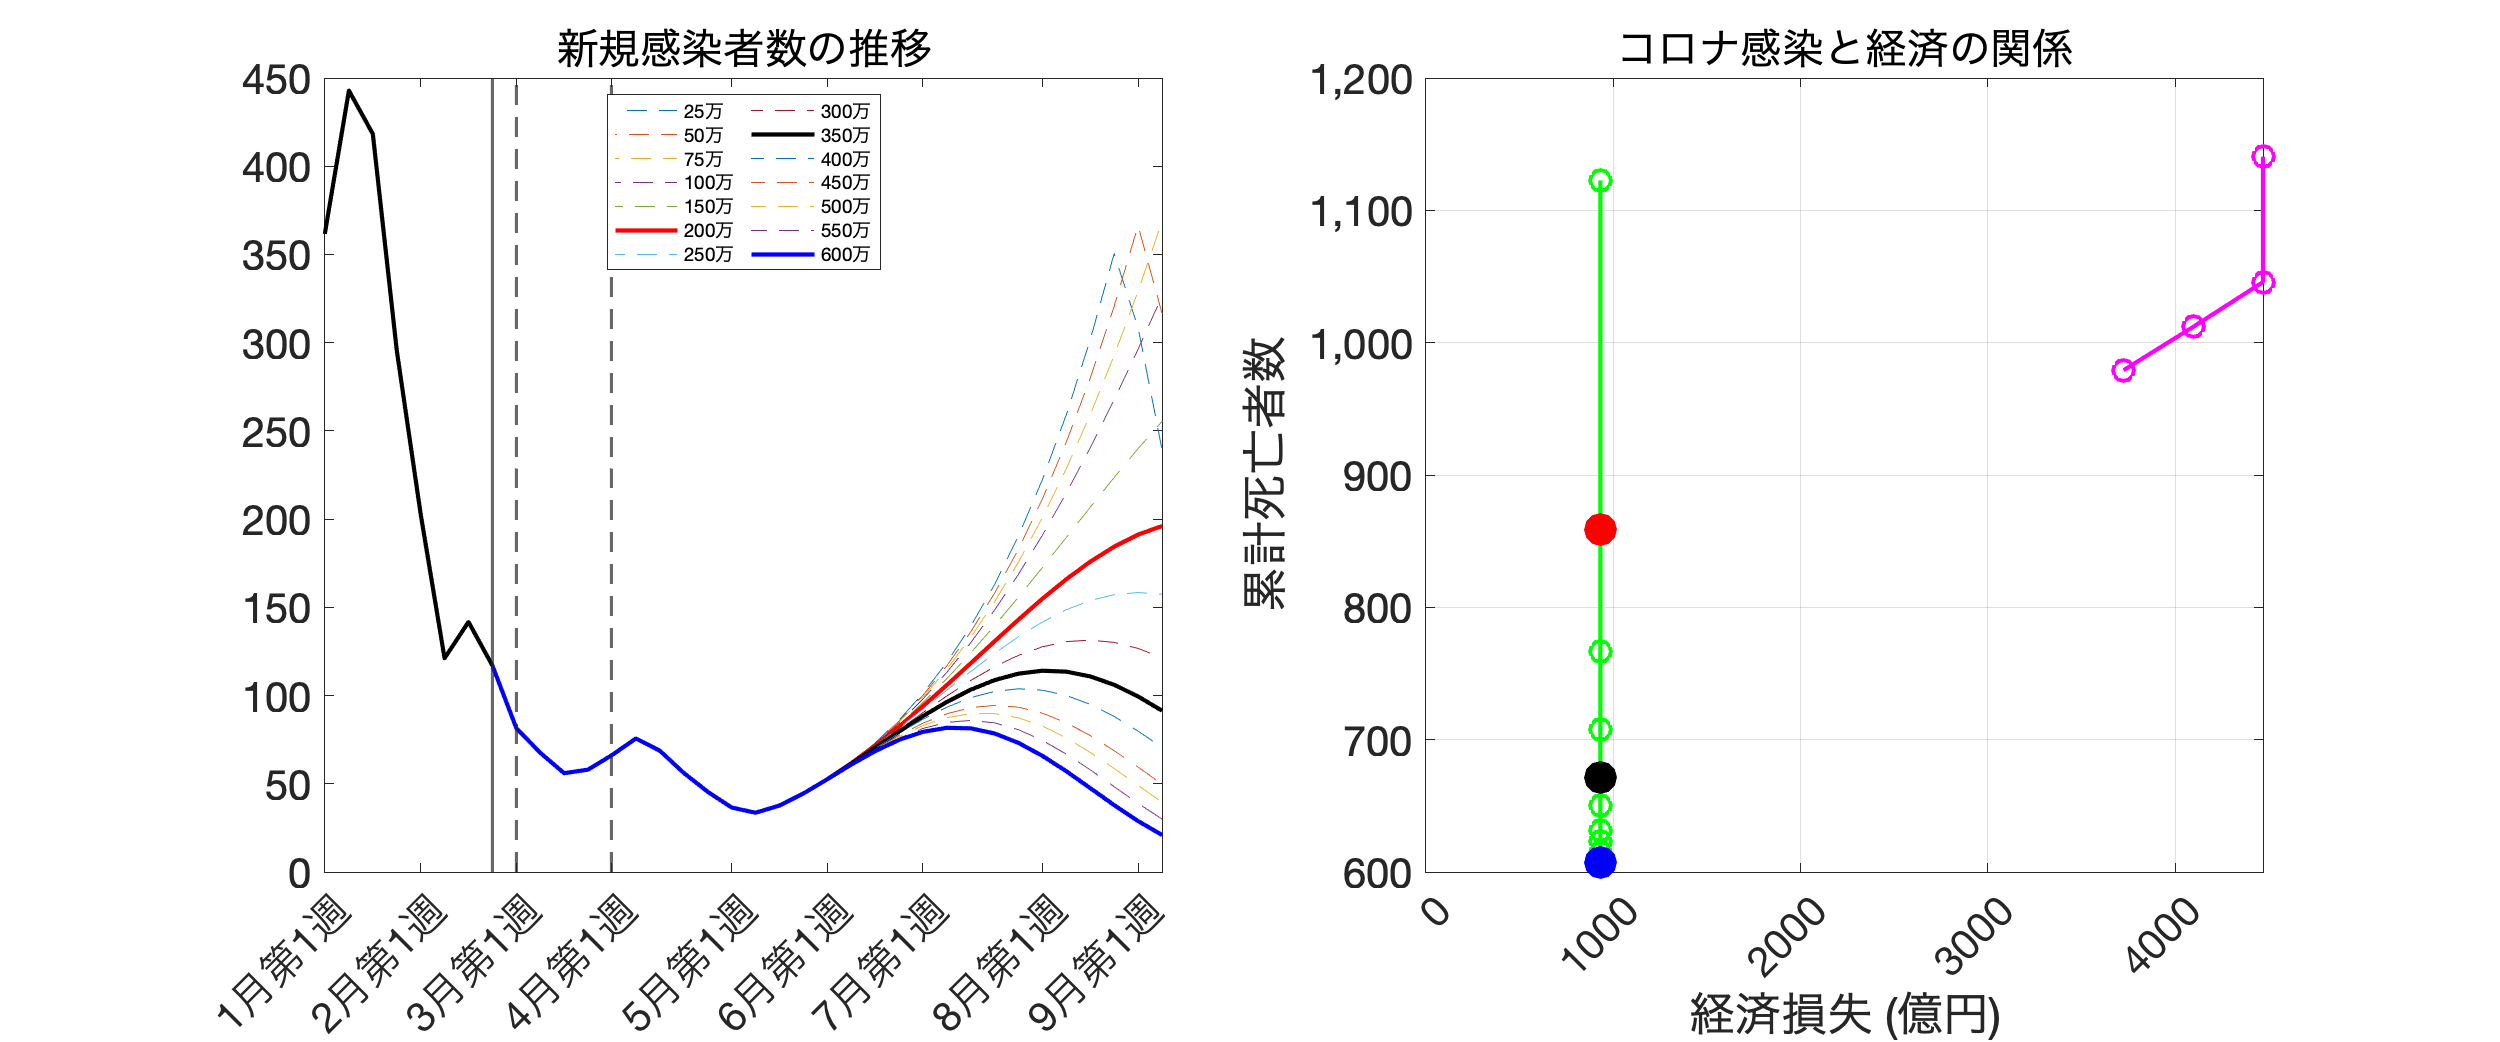 新規感染者数の推移
450
400
350
300
250
200
150
100
50
0
25万
50万
75万
100万
150万
200万
250万
300万
350万
400万
450万
500万
550万
600万
1月第1週
2月第1週
3月第1週
4月第1週
5月第1週
6月第1週
7月第1週
8月第1週
9月第1週
コロナ感染と経済の関係
累計死亡者数
1,200
1,100
1,000
900
800
700
600
0
1000
2000
3000
4000
経済損失 (億円)